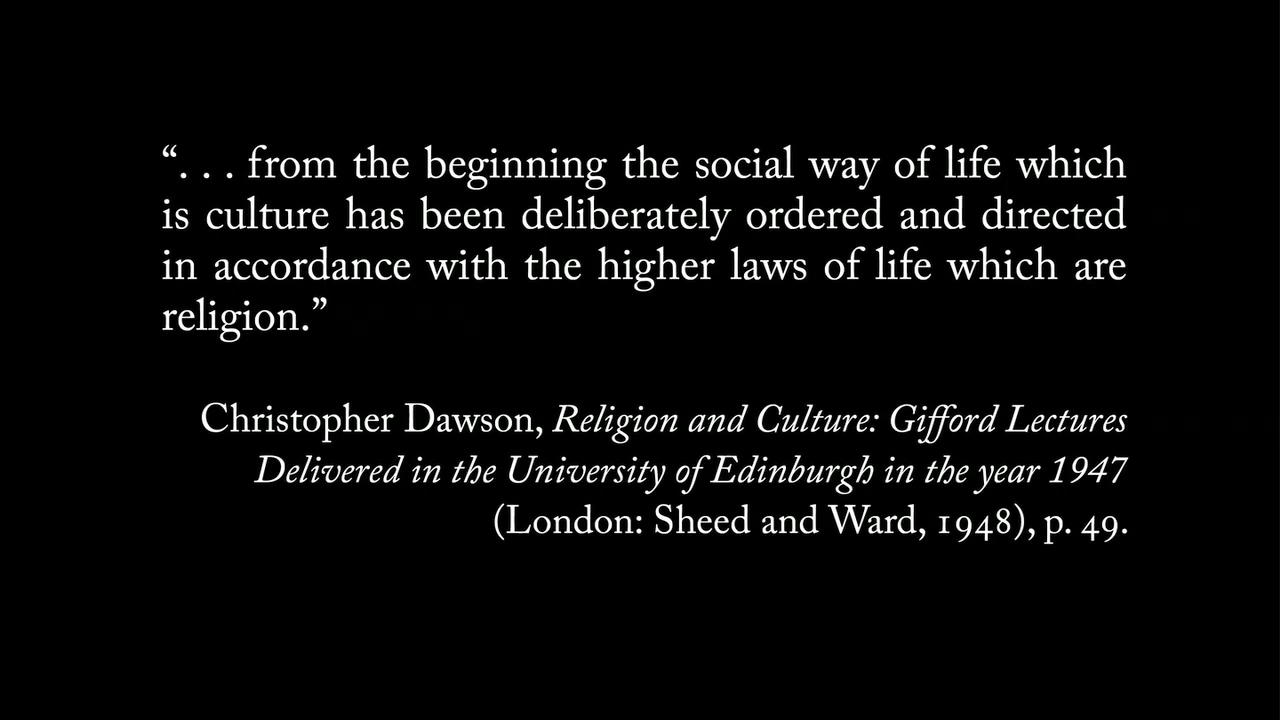 “. . . from the beginning the social way of life which
is culture has been deliberately ordered and directed
in accordance with the higher laws of life which are
religion.”
Christopher Dawson, Religion and Culture: Gifford Lectures
Delivered in the University of Edinburgh in the year 1947
(London: Sheed and Ward, 1948), p. 49.